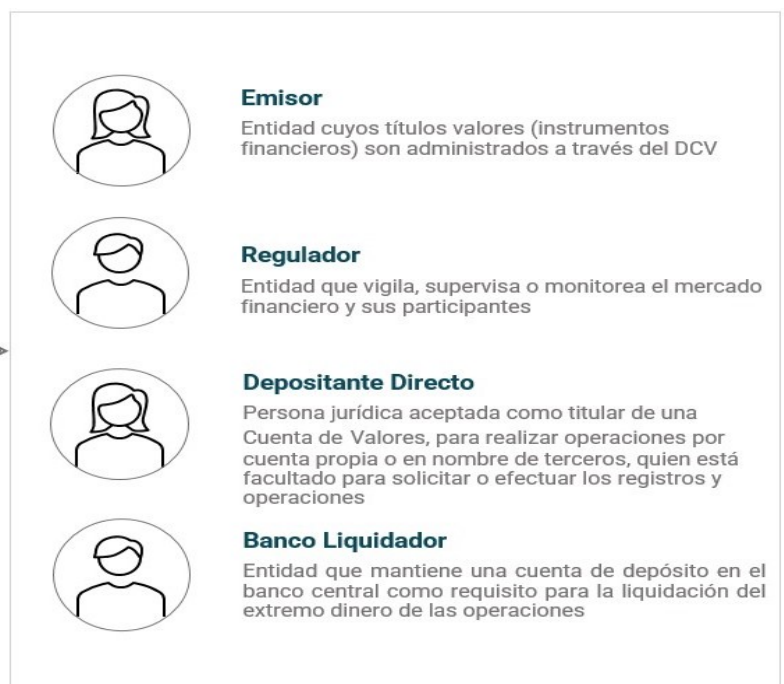 Emisor
Entidad cuyos títulos valores (instrumentos
financieros) son administrados a través del DCV
Regulador
Entidad que vigila, supervisa o monitorea el mercado
financiero y sus participantes
Depositante Directo
Persona jurídica aceptada como titular de una
Cuenta de Valores, para realizar operaciones por
cuenta propia o en nombre de terceros, quien está
facultado para solicitar o efectuar los registros y
operaciones
Banco Liquidador
Entidad que mantiene una cuenta de depósito en el
banco central como requisito para la liquidación del
extremo dinero de las operaciones